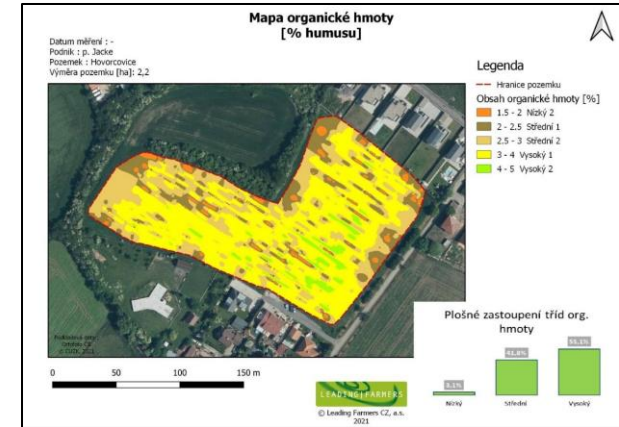 Mapa organické hmoty
[% humusu]
Datum měření : -
Podnik : p. Jacke
Pozemek : Hovorcovice
Výměra pozemku [ha]: 2,2
Legenda
Hranice pozemku
Obsah organické hmoty [%]
1.5 - 2 Nízký 2
2 - 2.5 Střední 1
2.5 - 3 Střední 2
3 - 4 Vysoký 1
4 - 5 Vysoký 2
Plošné zastoupení tříd org.
hmoty
3,1%
41,8%
55,1%
Nízký
Střední
Vysoký
0 50 100 150 m
LEADING FARMERS
© Leading Farmers CZ, a.s.
2021